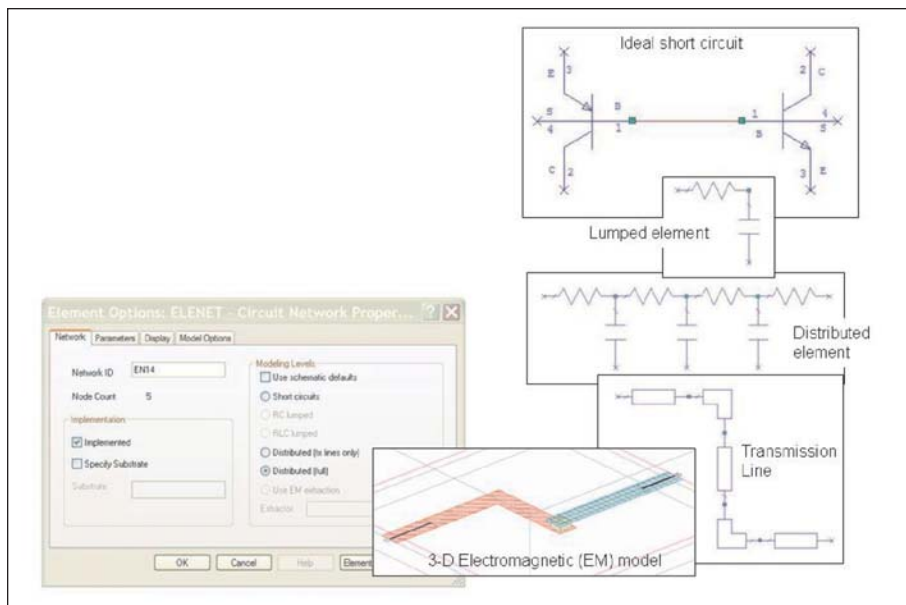 Ideal short circuit
E
3
2
C
S
4
B
1
1
B
4
S
C
2
3
E
Lumped element
Distributed
element
Transmission
Line
3-D Electromagnetic (EM) model
Element Options: ELENET - Circuit Network Proper...
Network
Parameters
Display
Model Options
Network ID
EN14
Node Count
5
Implementation
Implemented
Specify Substrate
Substrate
Modeling Levels
Use schematic defaults
Short circuits
RC lumped
RLC lumped
Distributed (tx lines only)
Distributed (full)
Use EM extraction
Extractor
OK
Cancel
Help
Element